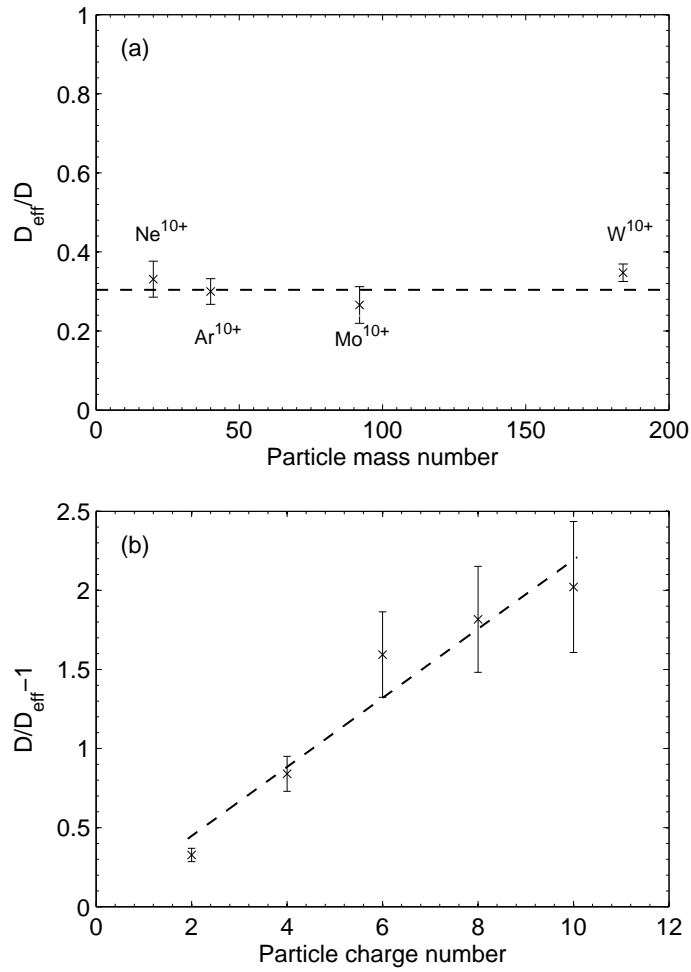 1
(a)
0.8
D_eff/D
0.6
Ne^10+
W^10+
0.4
0.2
Ar^10+
Mo^10+
0
0
50
100
150
200
Particle mass number
2.5
(b)
2
D/D_eff−1
1.5
1
0.5
0
0
2
4
6
8
10
12
Particle charge number